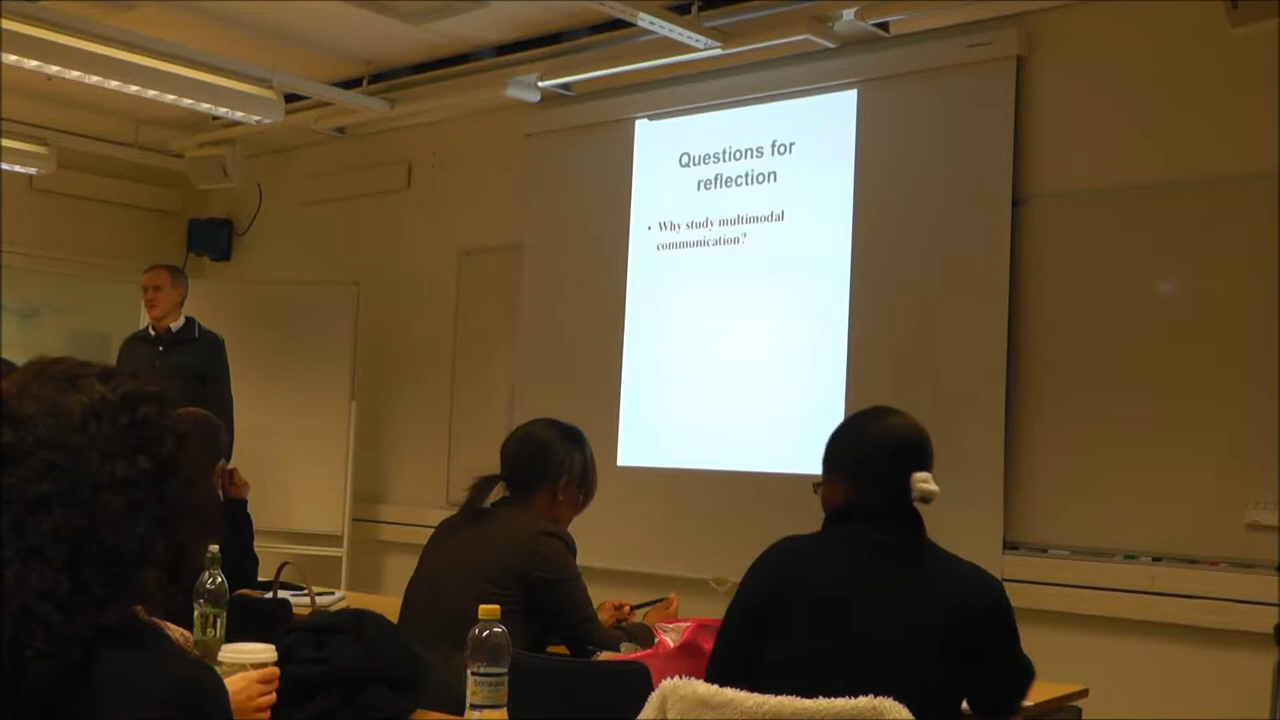 Questions for
reflection
• Why study multimodal
communication?
bonaqua